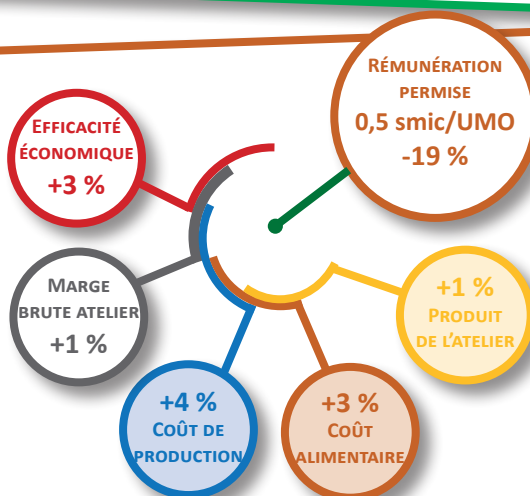 Rémunération
permise
0,5 smic/UMO
-19 %
Efficacité
économique
+3 %
Marge
brute atelier
+1 %
+1 %
Produit
de l'atelier
+4 %
Coût de
production
+3 %
Coût
alimentaire